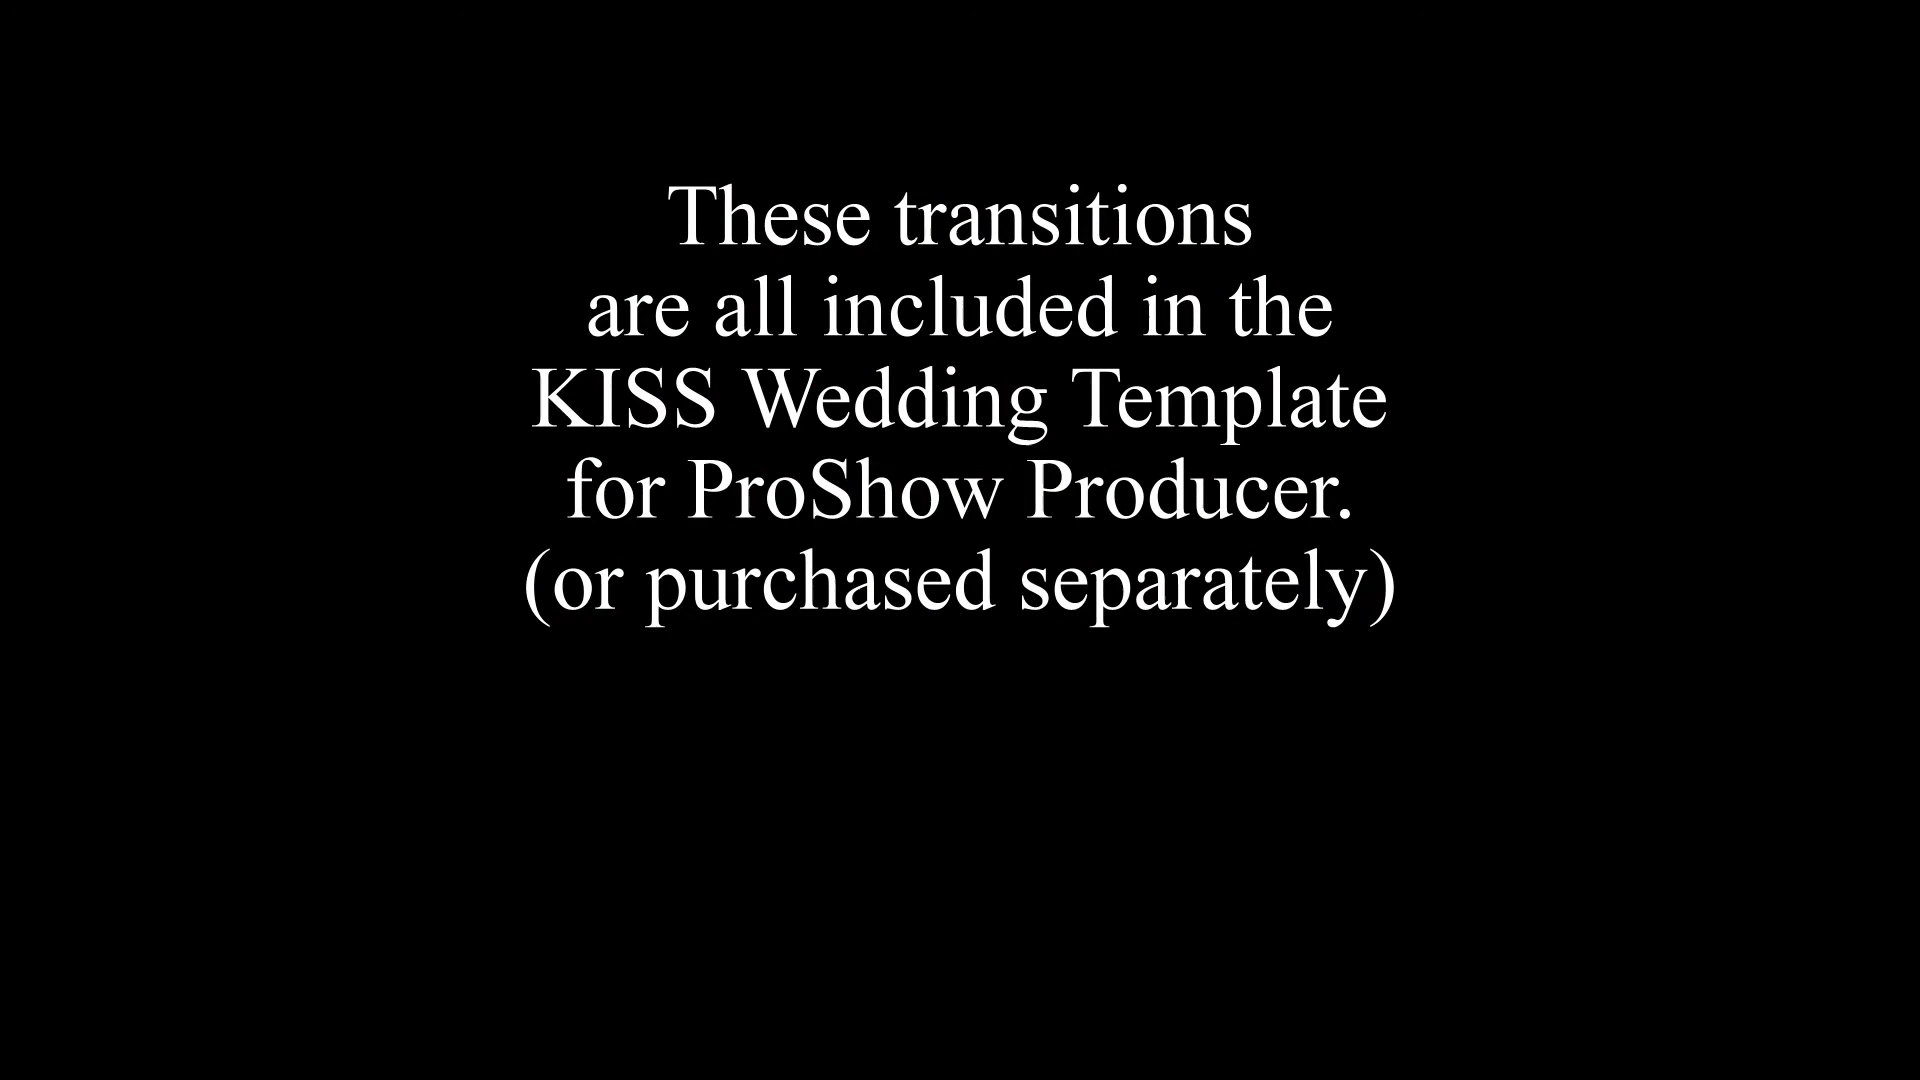 These transitions
are all included in the
KISS Wedding Template
for ProShow Producer.
(or purchased separately)